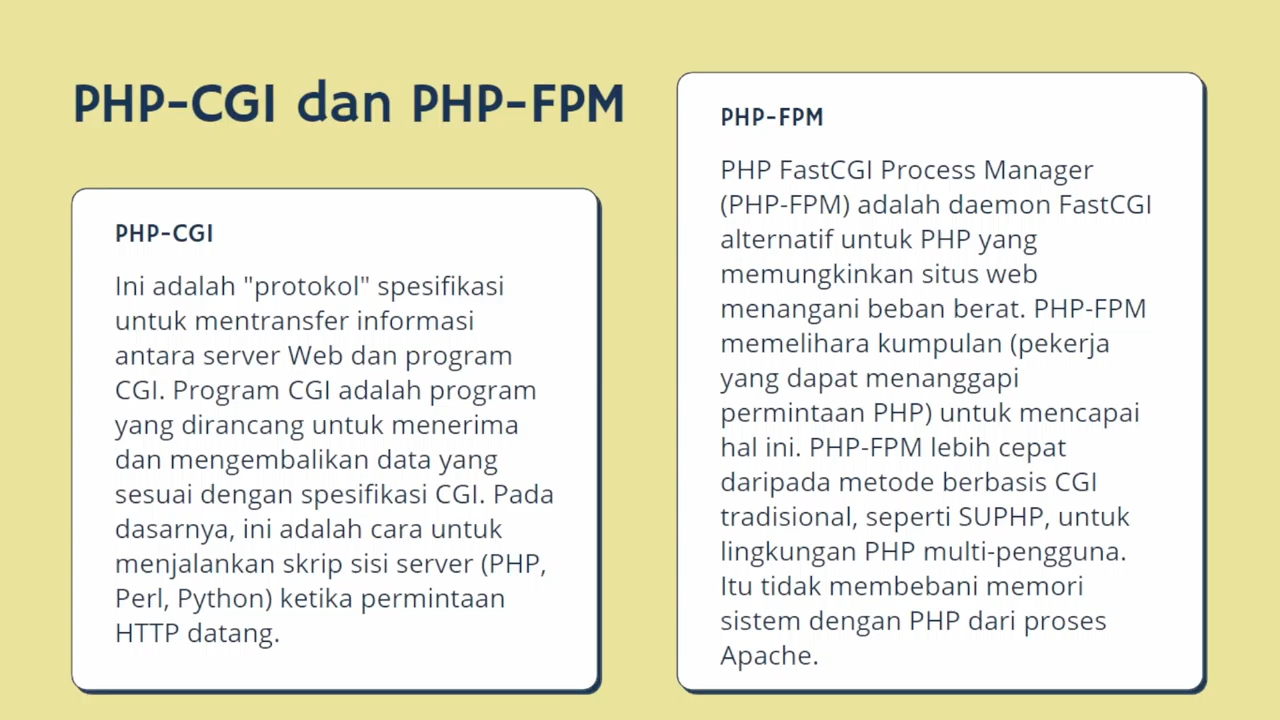 PHP-CGI dan PHP-FPM
PHP-CGI
Ini adalah "protokol" spesifikasi
untuk mentransfer informasi
antara server Web dan program
CGI. Program CGI adalah program
yang dirancang untuk menerima
dan mengembalikan data yang
sesuai dengan spesifikasi CGI. Pada
dasarnya, ini adalah cara untuk
menjalankan skrip sisi server (PHP,
Perl, Python) ketika permintaan
HTTP datang.
PHP-FPM
PHP FastCGI Process Manager
(PHP-FPM) adalah daemon FastCGI
alternatif untuk PHP yang
memungkinkan situs web
menangani beban berat. PHP-FPM
memelihara kumpulan (pekerja
yang dapat menanggapi
permintaan PHP) untuk mencapai
hal ini. PHP-FPM lebih cepat
daripada metode berbasis CGI
tradisional, seperti SUPHP, untuk
lingkungan PHP multi-pengguna.
Itu tidak membebani memori
sistem dengan PHP dari proses
Apache.